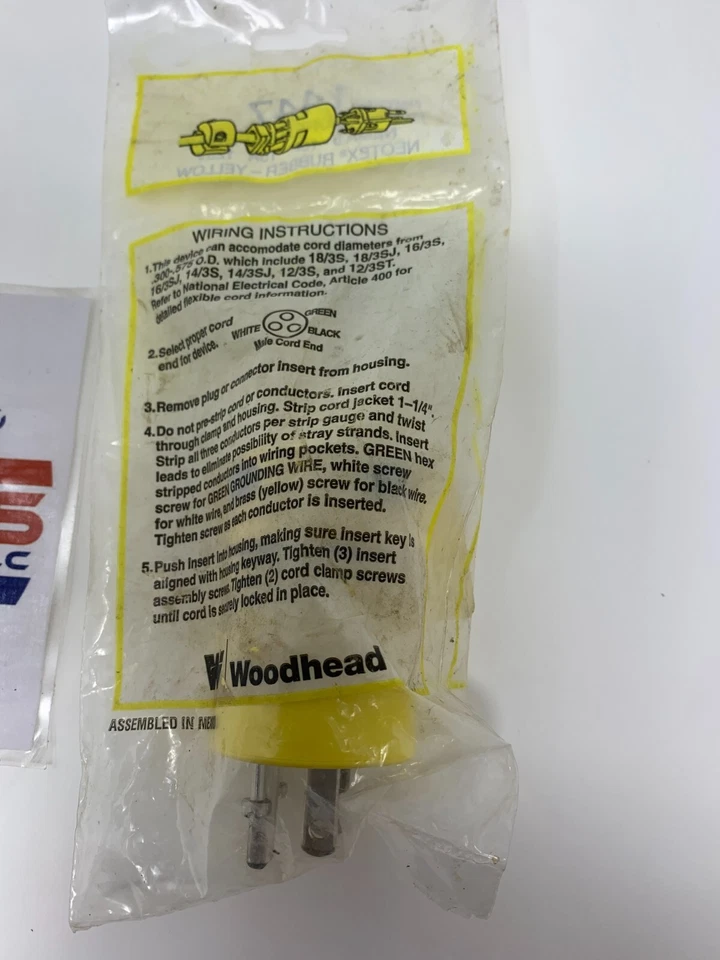 NEOTEX® RUBBER - YELLOW
WIRING INSTRUCTIONS
1. This device can accomodate cord diameters from
.300-.575 O.D. which include 18/3S, 18/3SJ, 16/3S,
16/3SJ, 14/3S, 14/3SJ, 12/3S, and 12/3ST.
Refer to National Electrical Code, Article 400 for
detailed flexible cord information.
2. Select proper cord
end for device.
WHITE
GREEN
BLACK
Male Cord End
3. Remove plug or connector insert from housing.
4. Do not pre-strip cord or conductors. Insert cord
through clamp and housing. Strip cord jacket 1-1/4".
Strip all three conductors per strip gauge and twist
leads to eliminate possibility of stray strands. Insert
stripped conductors into wiring pockets. GREEN hex
screw for GREEN GROUNDING WIRE, white screw
for white wire, and brass (yellow) screw for black wire.
Tighten screw as each conductor is inserted.
5. Push insert into housing, making sure insert key is
aligned with housing keyway. Tighten (3) insert
assembly screws. Tighten (2) cord clamp screws
until cord is securely locked in place.
Woodhead
ASSEMBLED IN
S
LC